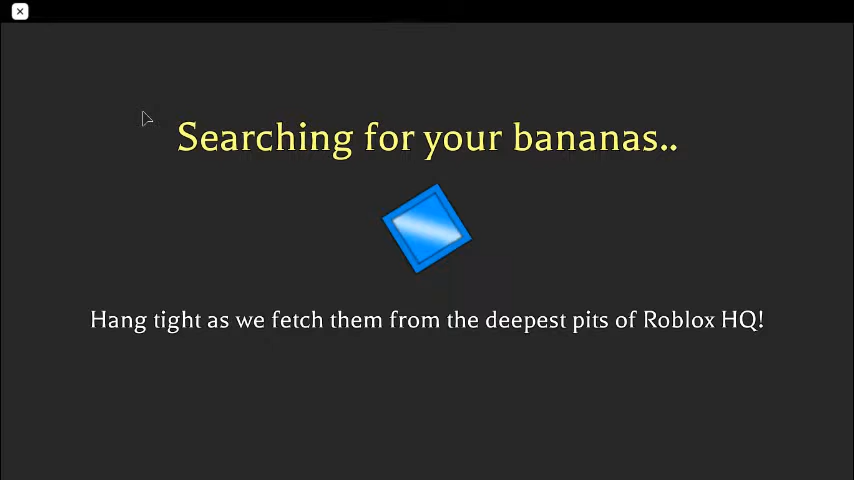 Searching for your bananas..
Hang tight as we fetch them from the deepest pits of Roblox HQ!